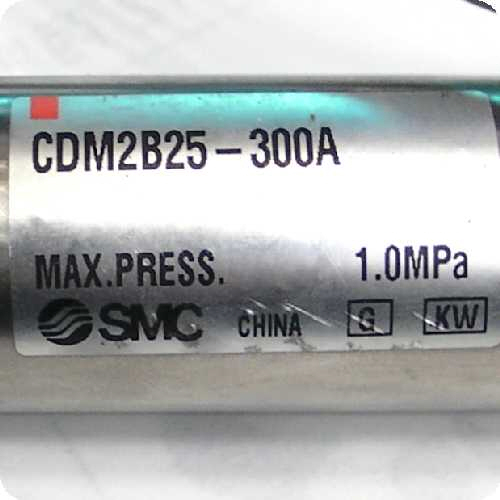 CDM2B25-300A
MAX.PRESS. 1.0MPa
SMC CHINA G KW